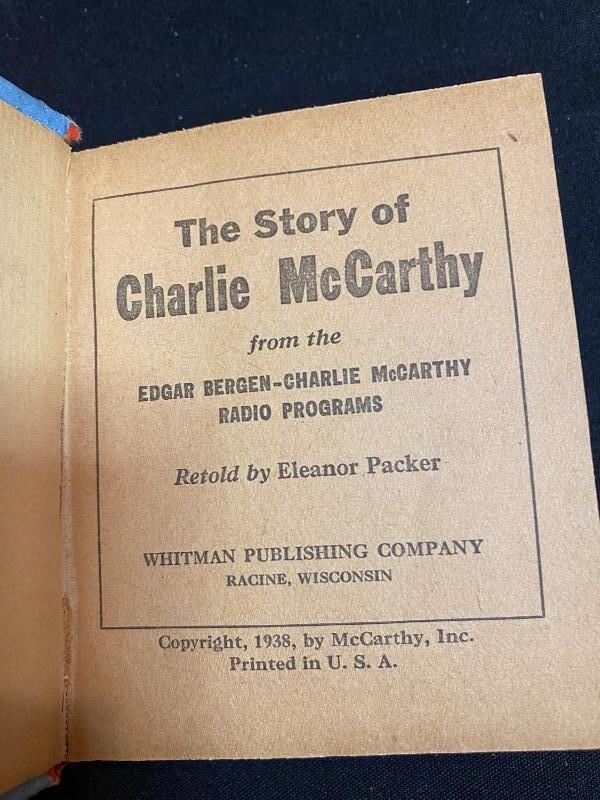 The Story of
Charlie McCarthy
from the
EDGAR BERGEN-CHARLIE McCARTHY
RADIO PROGRAMS
Retold by Eleanor Packer
WHITMAN PUBLISHING COMPANY
RACINE, WISCONSIN
Copyright, 1938, by McCarthy, Inc.
Printed in U. S. A.